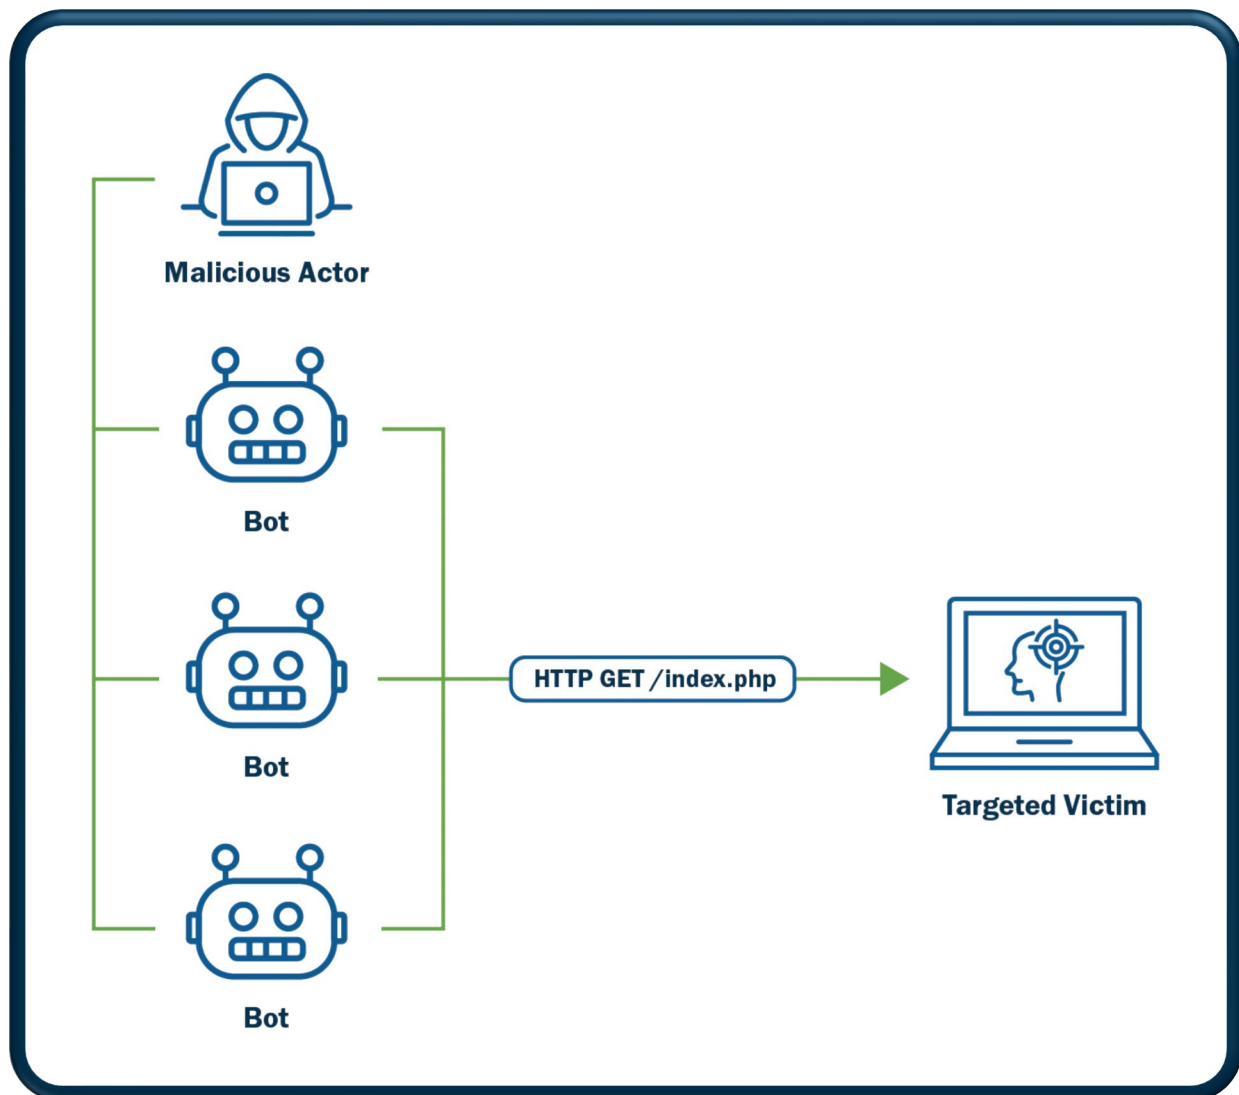 Malicious Actor
Bot
Bot
HTTP GET /index.php
Targeted Victim
Bot